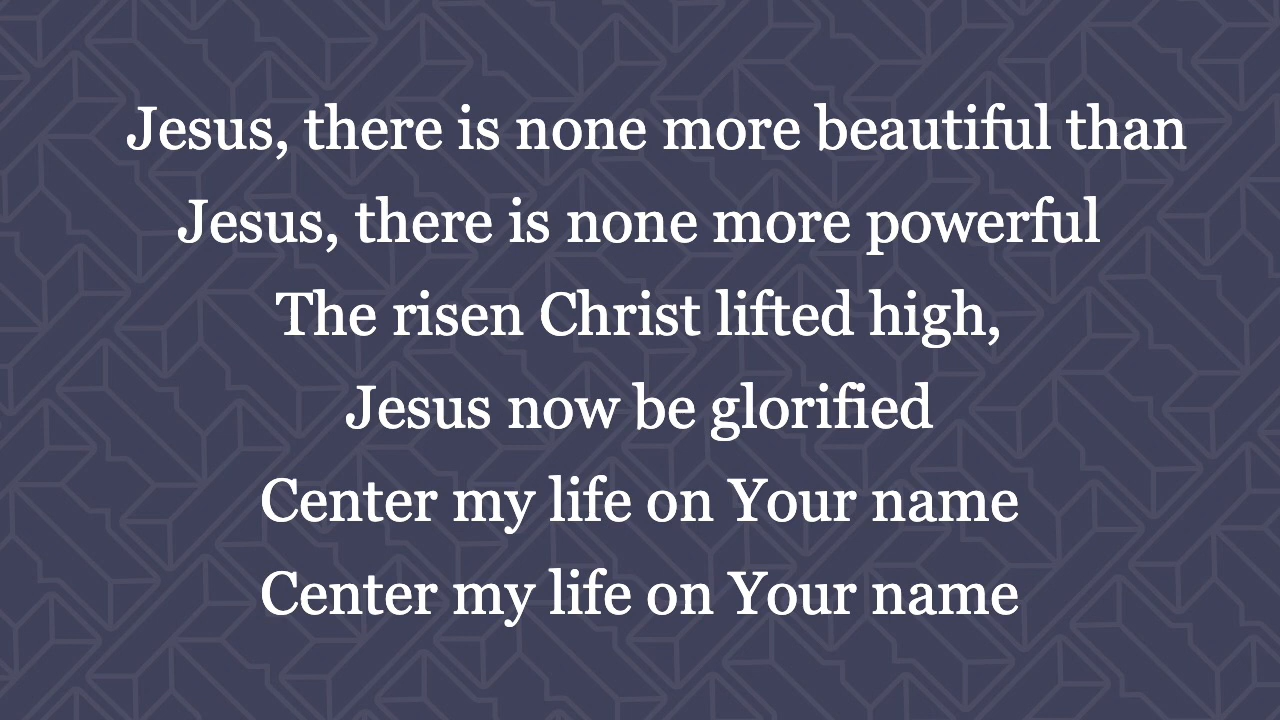 Jesus, there is none more beautiful than
Jesus, there is none more powerful
The risen Christ lifted high,
Jesus now be glorified
Center my life on Your name
Center my life on Your name